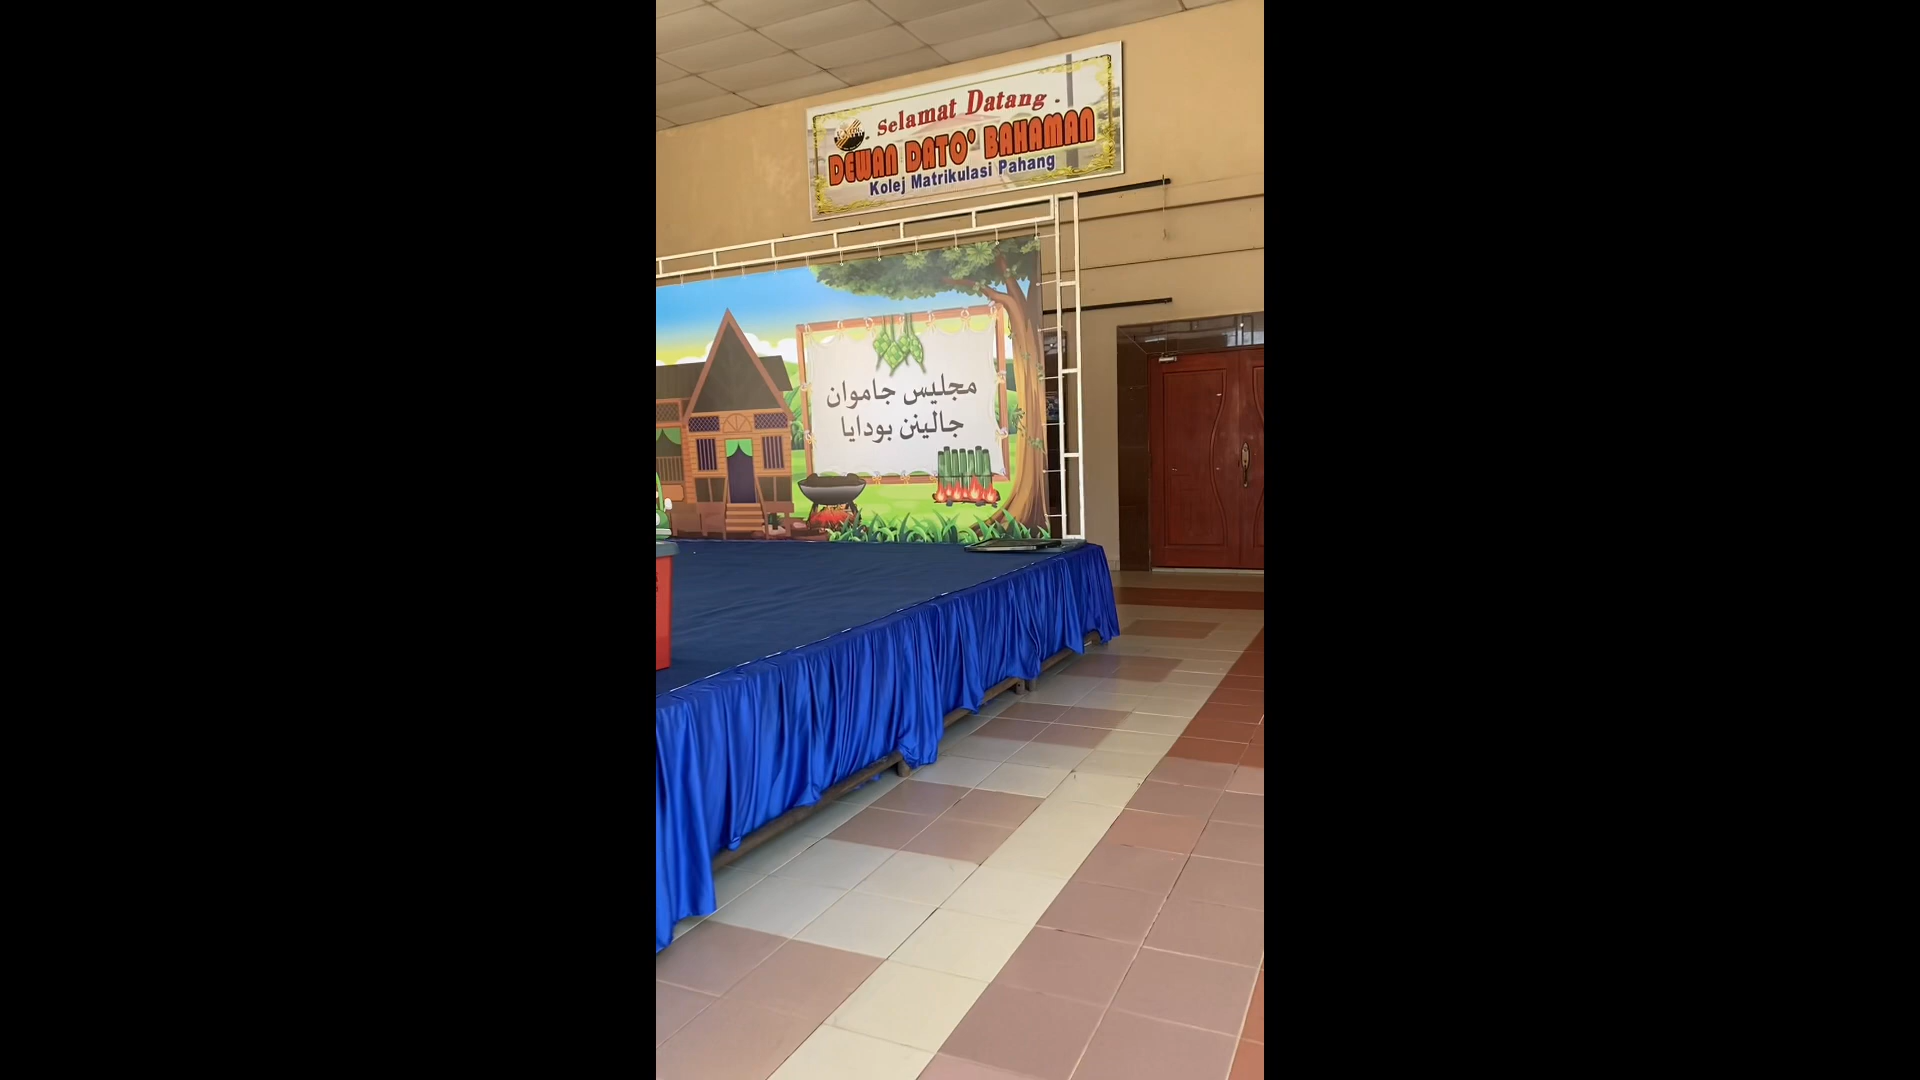 Selamat Datang
DEWAN DATO' BAHAMAN
Kolej Matrikulasi Pahang
مجليس جاموان
جالينن بودايا